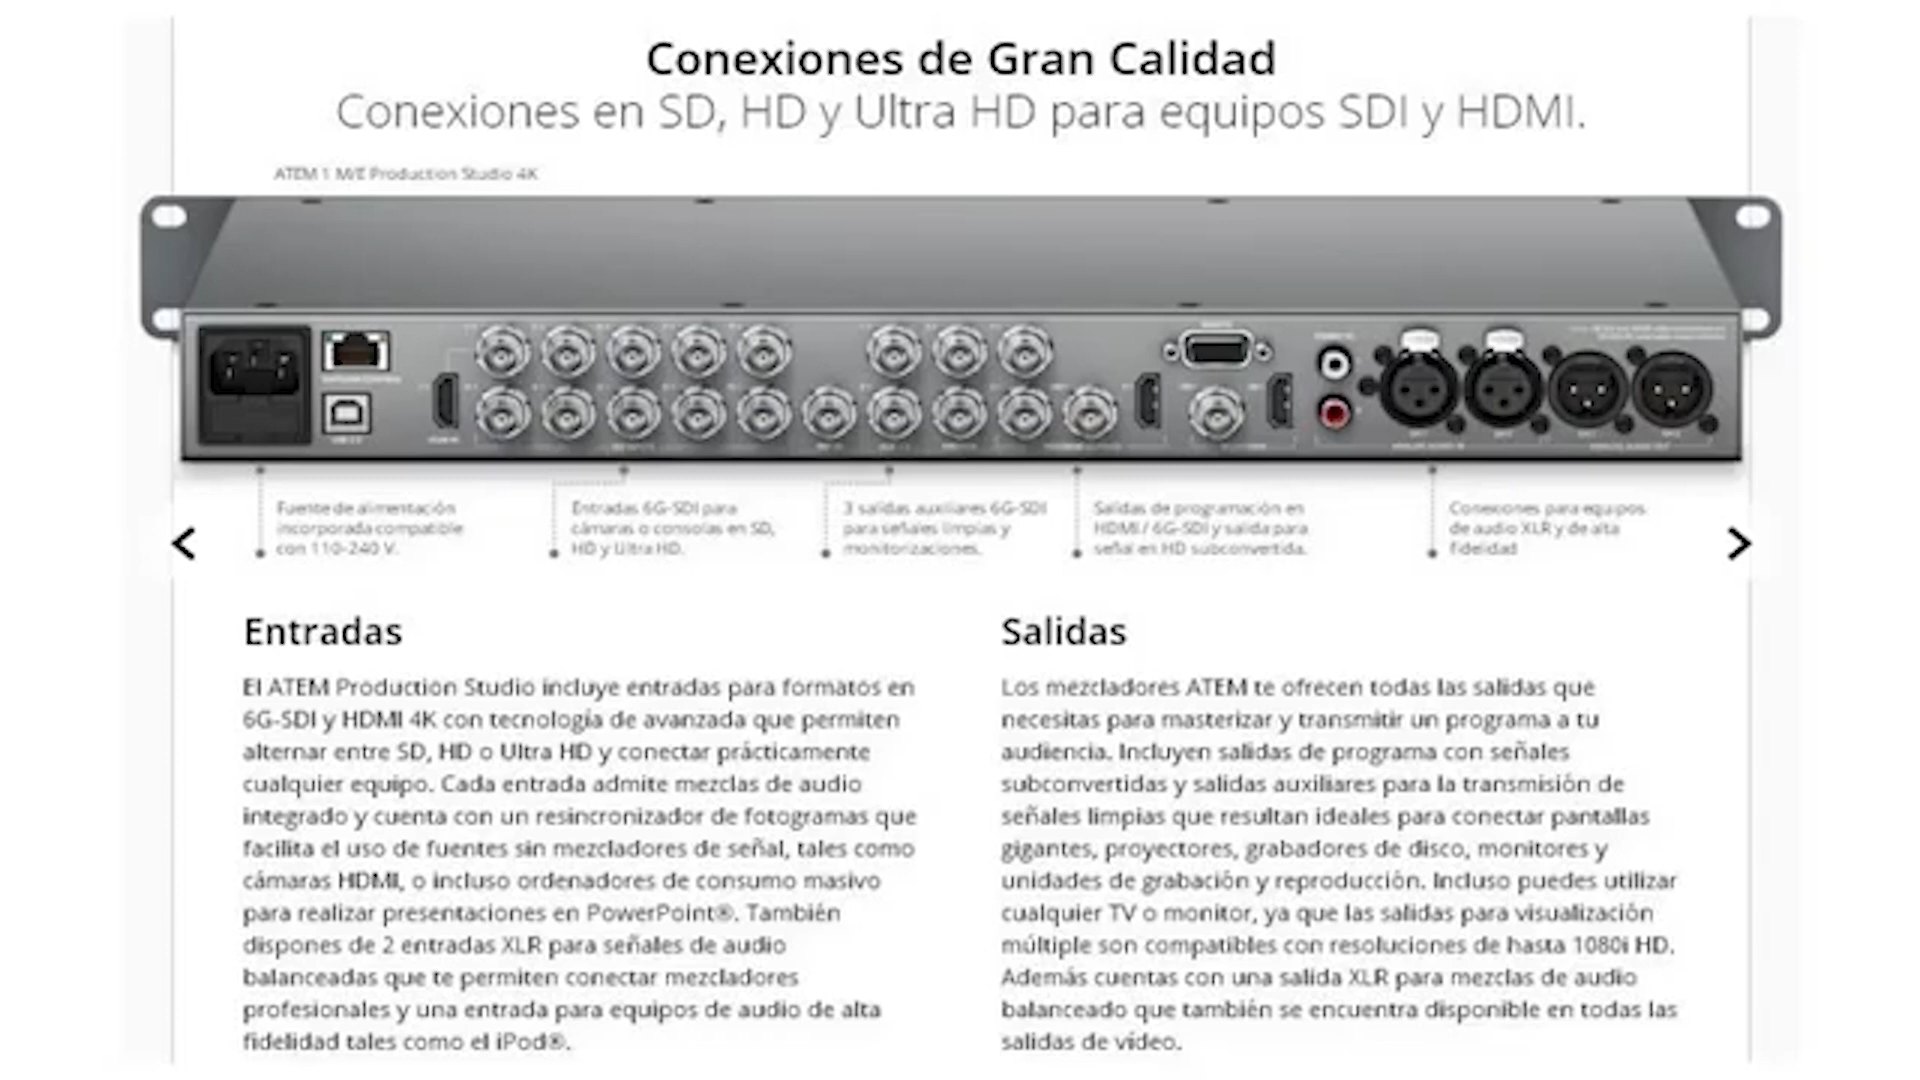 Conexiones de Gran Calidad
Conexiones en SD, HD y Ultra HD para equipos SDI y HDMI.
ATEM 1 M/E Production Studio 4K
Fuente de alimentación
incorporada compatible
con 110-240 V.
Entradas 6G-SDI para
cámaras o consolas en SD,
HD y Ultra HD.
3 salidas auxiliares 6G-SDI
para señales limpias y
monitorizaciones.
Salidas de programación en
HDMI / 6G-SDI y salida para
señal en HD subconvertida.
Conexiones para equipos
de audio XLR y de alta
fidelidad
Entradas
El ATEM Production Studio incluye entradas para formatos en
6G-SDI y HDMI 4K con tecnología de avanzada que permiten
alternar entre SD, HD o Ultra HD y conectar prácticamente
cualquier equipo. Cada entrada admite mezclas de audio
integrado y cuenta con un resincronizador de fotogramas que
facilita el uso de fuentes sin mezcladores de señal, tales como
cámaras HDMI, o incluso ordenadores de consumo masivo
para realizar presentaciones en PowerPoint®. También
dispones de 2 entradas XLR para señales de audio
balanceadas que te permiten conectar mezcladores
profesionales y una entrada para equipos de audio de alta
fidelidad tales como el iPod®.
Salidas
Los mezcladores ATEM te ofrecen todas las salidas que
necesitas para masterizar y transmitir un programa a tu
audiencia. Incluyen salidas de programa con señales
subconvertidas y salidas auxiliares para la transmisión de
señales limpias que resultan ideales para conectar pantallas
gigantes, proyectores, grabadores de disco, monitores y
unidades de grabación y reproducción. Incluso puedes utilizar
cualquier TV o monitor, ya que las salidas para visualización
múltiple son compatibles con resoluciones de hasta 1080i HD.
Además cuentas con una salida XLR para mezclas de audio
balanceado que también se encuentra disponible en todas las
salidas de vídeo.